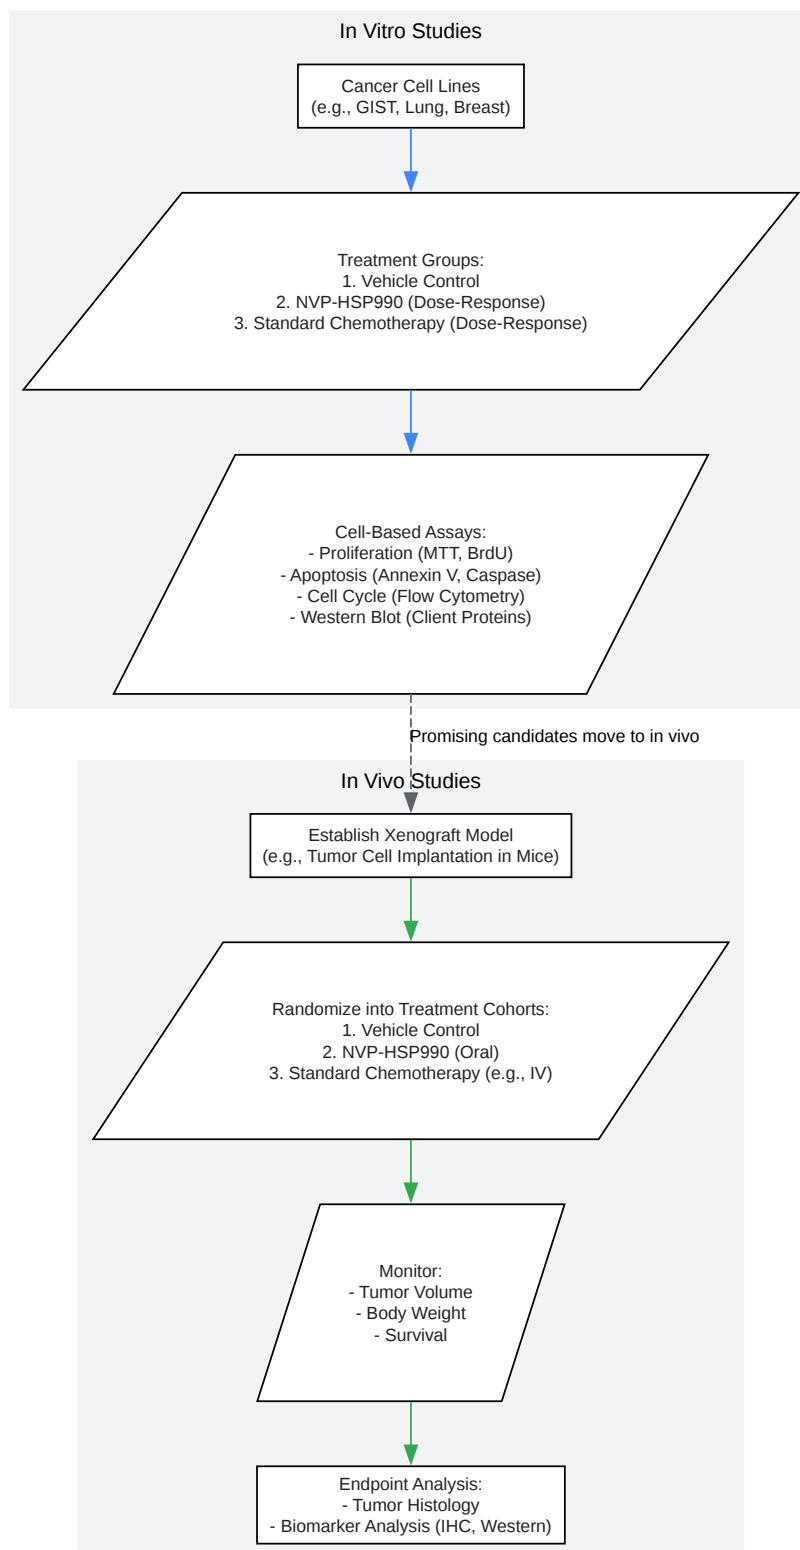 In Vitro Studies
Cancer Cell Lines
(e.g., GIST, Lung, Breast)
Treatment Groups:
1. Vehicle Control
2. NVP-HSP990 (Dose-Response)
3. Standard Chemotherapy (Dose-Response)
Cell-Based Assays:
- Proliferation (MTT, BrdU)
- Apoptosis (Annexin V, Caspase)
- Cell Cycle (Flow Cytometry)
- Western Blot (Client Proteins)
Promising candidates move to in vivo
In Vivo Studies
Establish Xenograft Model
(e.g., Tumor Cell Implantation in Mice)
Randomize into Treatment Cohorts:
1. Vehicle Control
2. NVP-HSP990 (Oral)
3. Standard Chemotherapy (e.g., IV)
Monitor:
- Tumor Volume
- Body Weight
- Survival
Endpoint Analysis:
- Tumor Histology
- Biomarker Analysis (IHC, Western)